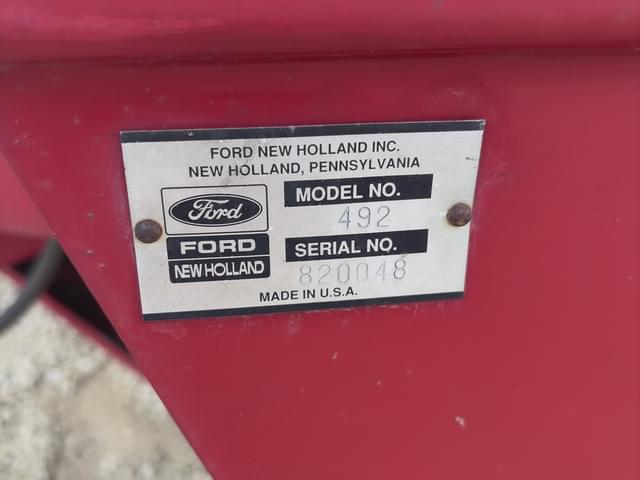 FORD NEW HOLLAND INC.
NEW HOLLAND, PENNSYLVANIA
Ford
FORD
NEW HOLLAND
MODEL NO.
492
SERIAL NO.
820048
MADE IN U.S.A.